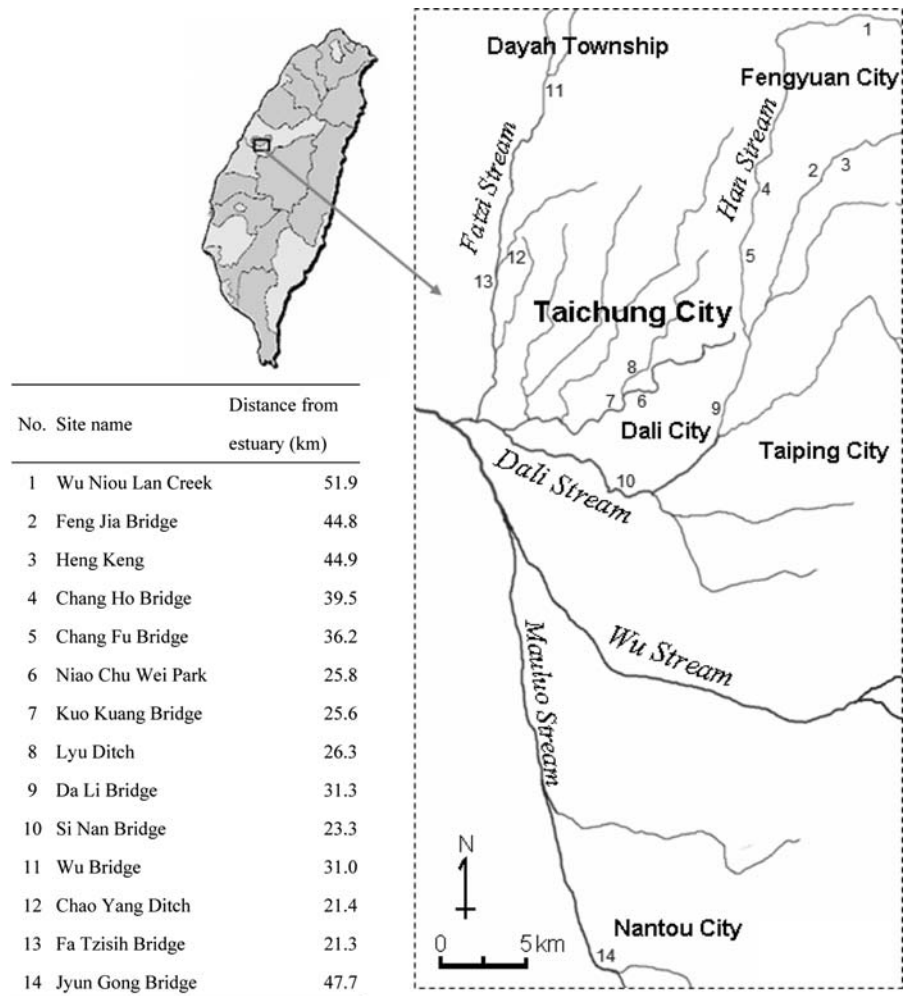 No. Site name Distance from estuary (km)
1 Wu Niou Lan Creek 51.9
2 Feng Jia Bridge 44.8
3 Heng Keng 44.9
4 Chang Ho Bridge 39.5
5 Chang Fu Bridge 36.2
6 Niao Chu Wei Park 25.8
7 Kuo Kuang Bridge 25.6
8 Lyu Ditch 26.3
9 Da Li Bridge 31.3
10 Si Nan Bridge 23.3
11 Wu Bridge 31.0
12 Chao Yang Ditch 21.4
13 Fa Tzisih Bridge 21.3
14 Jyun Gong Bridge 47.7
Dayah Township
1
Fengyuan City
11
Fatzi Stream
Han Stream
2
3
4
12
5
13
Taichung City
8
7
6
9
Dali City
Taiping City
Dali Stream
10
Wu Stream
Mauluo Stream
N
0 5km
Nantou City
14